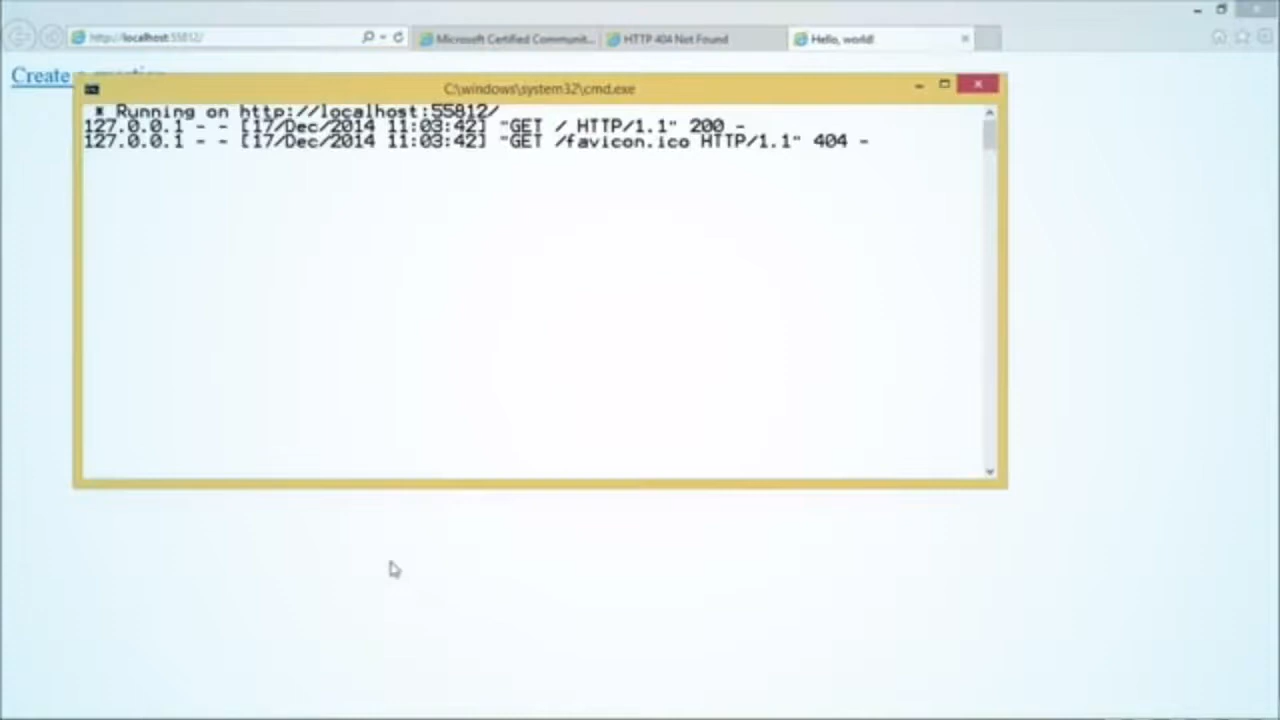 http://localhost:55812/
Microsoft Certified Communit...
HTTP 404 Not Found
Hello, world!
Create
C:\windows\system32\cmd.exe
* Running on http://localhost:55812/
127.0.0.1 - - [17/Dec/2014 11:03:42] "GET / HTTP/1.1" 200 -
127.0.0.1 - - [17/Dec/2014 11:03:42] "GET /favicon.ico HTTP/1.1" 404 -